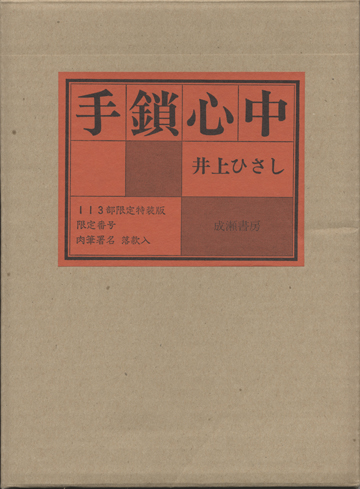 手鎖心中
井上ひさし
113部限定特装版
限定番号
肉筆署名 落款入
成瀬書房